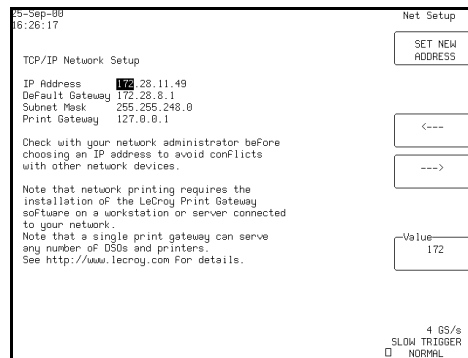 25-Sep-00
16:26:17
Net Setup
SET NEW
ADDRESS
TCP/IP Network Setup
IP Address 172.28.11.49
Default Gateway 172.28.8.1
Subnet Mask 255.255.248.0
Print Gateway 127.0.0.1
<---
Check with your network administrator before
choosing an IP address to avoid conflicts
with other network devices.
--->
Note that network printing requires the
installation of the LeCroy Print Gateway
software on a workstation or server connected
to your network.
Note that a single print gateway can serve
any number of DSOs and printers.
See http://www.lecroy.com for details.
Value
172
4 GS/s
SLOW TRIGGER
NORMAL